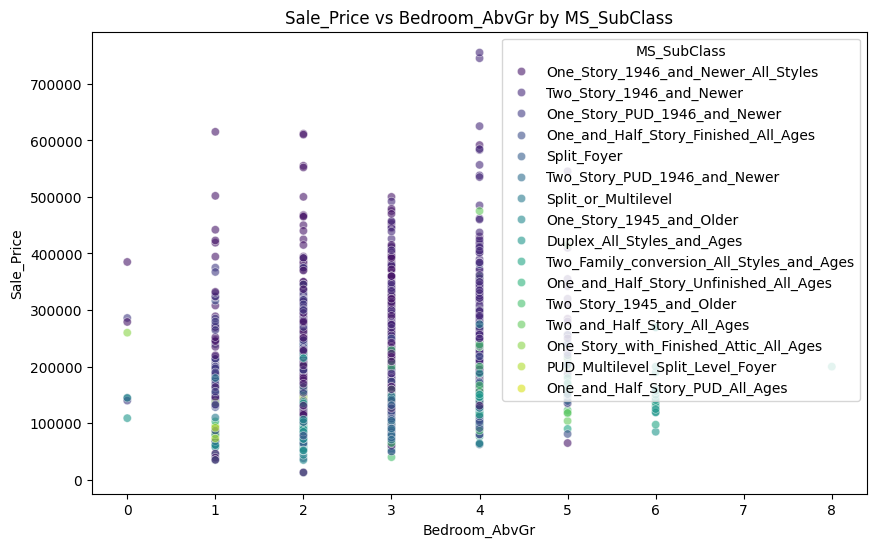 Sale_Price vs Bedroom_AbvGr by MS_SubClass
MS_SubClass
One_Story_1946_and_Newer_All_Styles
Two_Story_1946_and_Newer
One_Story_PUD_1946_and_Newer
One_and_Half_Story_Finished_All_Ages
Split_Foyer
Two_Story_PUD_1946_and_Newer
Split_or_Multilevel
One_Story_1945_and_Older
Duplex_All_Styles_and_Ages
Two_Family_conversion_All_Styles_and_Ages
One_and_Half_Story_Unfinished_All_Ages
Two_Story_1945_and_Older
Two_and_Half_Story_All_Ages
One_Story_with_Finished_Attic_All_Ages
PUD_Multilevel_Split_Level_Foyer
One_and_Half_Story_PUD_All_Ages
Sale_Price
700000
600000
500000
400000
300000
200000
100000
0
0 1 2 3 4 5 6 7 8
Bedroom_AbvGr